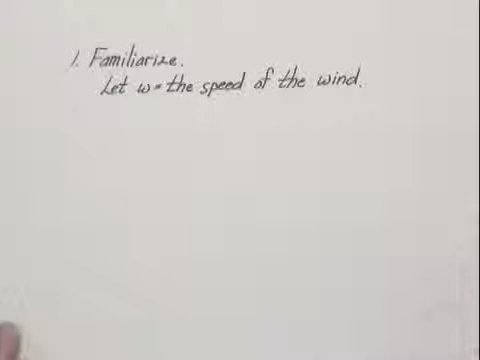 1. Familiarize.
Let w = the speed of the wind.